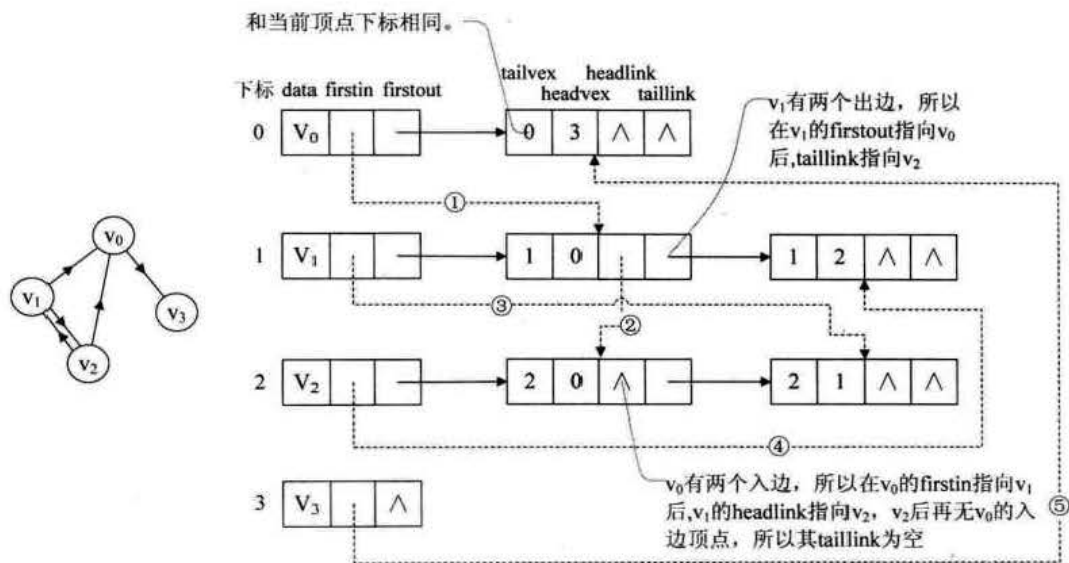 和当前顶点下标相同。
tailvex headlink
headvex taillink
下标 data firstin firstout
0 V₀ 0 3 ∧ ∧
v₁有两个出边，所以
在v₁的firstout指向v₀
后,taillink指向v₂
①
1 V₁ 1 0 1 2 ∧ ∧
③
②
2 V₂ 2 0 ∧ 2 1 ∧ ∧
④
3 V₃ ∧
v₀有两个入边，所以在v₀的firstin指向v₁
后,v₁的headlink指向v₂，v₂后再无v₀的入
边顶点，所以其taillink为空
⑤
v₀
v₁
v₂
v₃